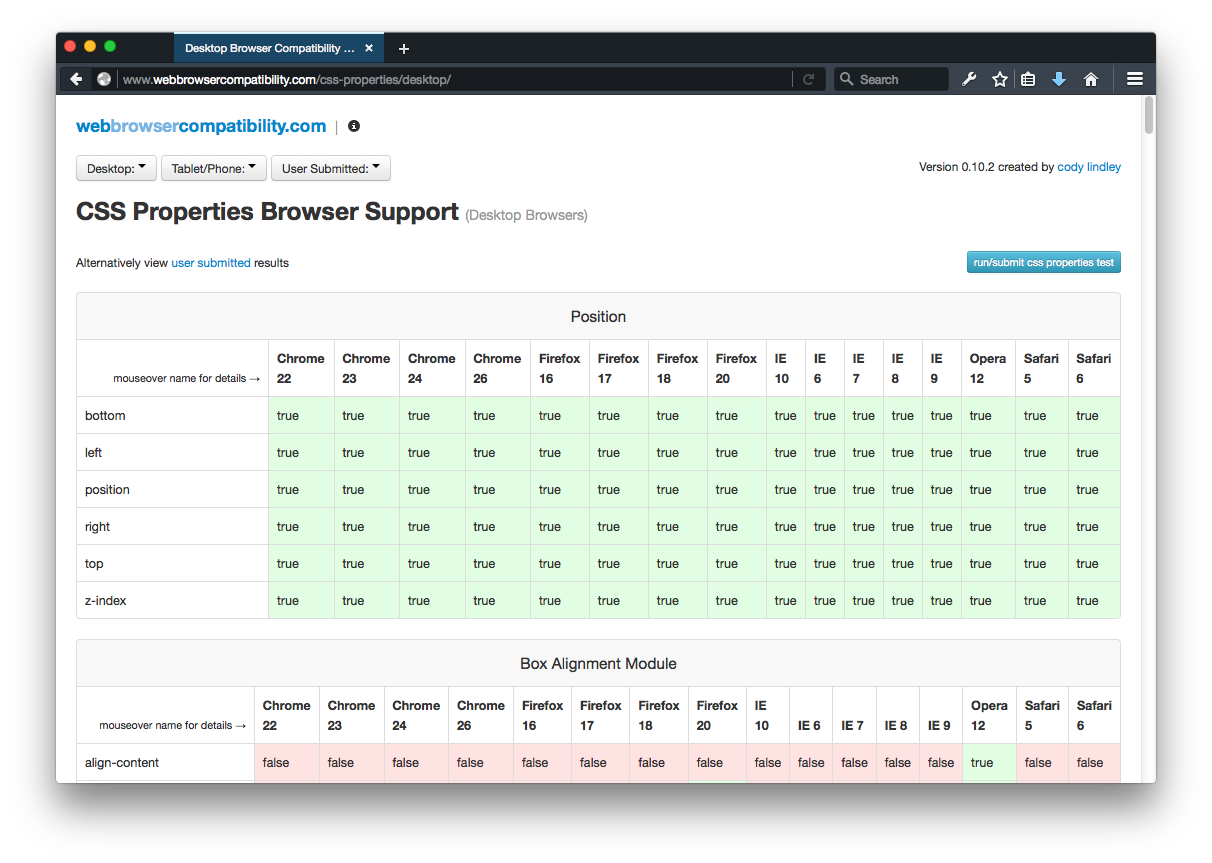 Desktop Browser Compatibility ... × +
www.webbrowsercompatibility.com/css-properties/desktop/ Search
webbrowsercompatibility.com |
Desktop: Tablet/Phone: User Submitted: Version 0.10.2 created by cody lindley
CSS Properties Browser Support (Desktop Browsers)
Alternatively view user submitted results run/submit css properties test
Position
mouseover name for details → Chrome 22 Chrome 23 Chrome 24 Chrome 26 Firefox 16 Firefox 17 Firefox 18 Firefox 20 IE 10 IE 6 IE 7 IE 8 IE 9 Opera 12 Safari 5 Safari 6
bottom true true true true true true true true true true true true true true true true
left true true true true true true true true true true true true true true true true
position true true true true true true true true true true true true true true true true
right true true true true true true true true true true true true true true true true
top true true true true true true true true true true true true true true true true
z-index true true true true true true true true true true true true true true true true
Box Alignment Module
mouseover name for details → Chrome 22 Chrome 23 Chrome 24 Chrome 26 Firefox 16 Firefox 17 Firefox 18 Firefox 20 IE 10 IE 6 IE 7 IE 8 IE 9 Opera 12 Safari 5 Safari 6
align-content false false false false false false false false false false false false false true false false